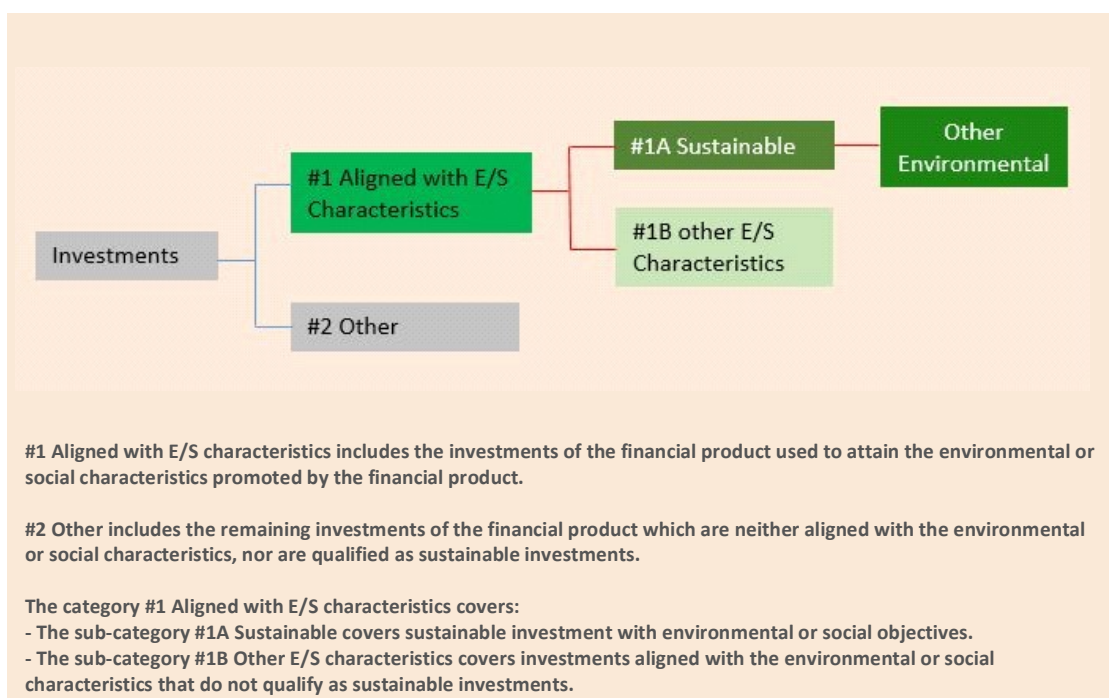 Investments
#1 Aligned with E/S
Characteristics
#2 Other
#1A Sustainable
#1B other E/S
Characteristics
Other
Environmental
#1 Aligned with E/S characteristics includes the investments of the financial product used to attain the environmental or
social characteristics promoted by the financial product.
#2 Other includes the remaining investments of the financial product which are neither aligned with the environmental
or social characteristics, nor are qualified as sustainable investments.
The category #1 Aligned with E/S characteristics covers:
- The sub-category #1A Sustainable covers sustainable investment with environmental or social objectives.
- The sub-category #1B Other E/S characteristics covers investments aligned with the environmental or social
characteristics that do not qualify as sustainable investments.